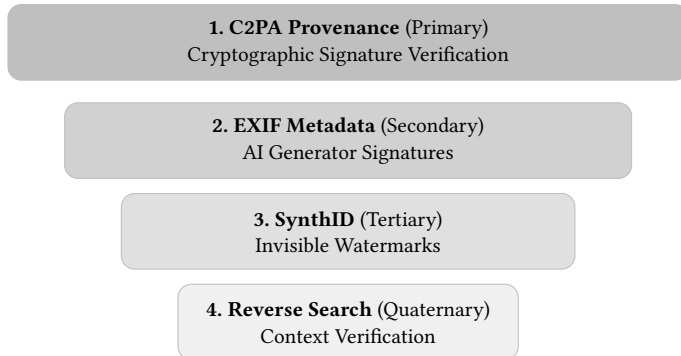 1. C2PA Provenance (Primary)
Cryptographic Signature Verification
2. EXIF Metadata (Secondary)
AI Generator Signatures
3. SynthID (Tertiary)
Invisible Watermarks
4. Reverse Search (Quaternary)
Context Verification